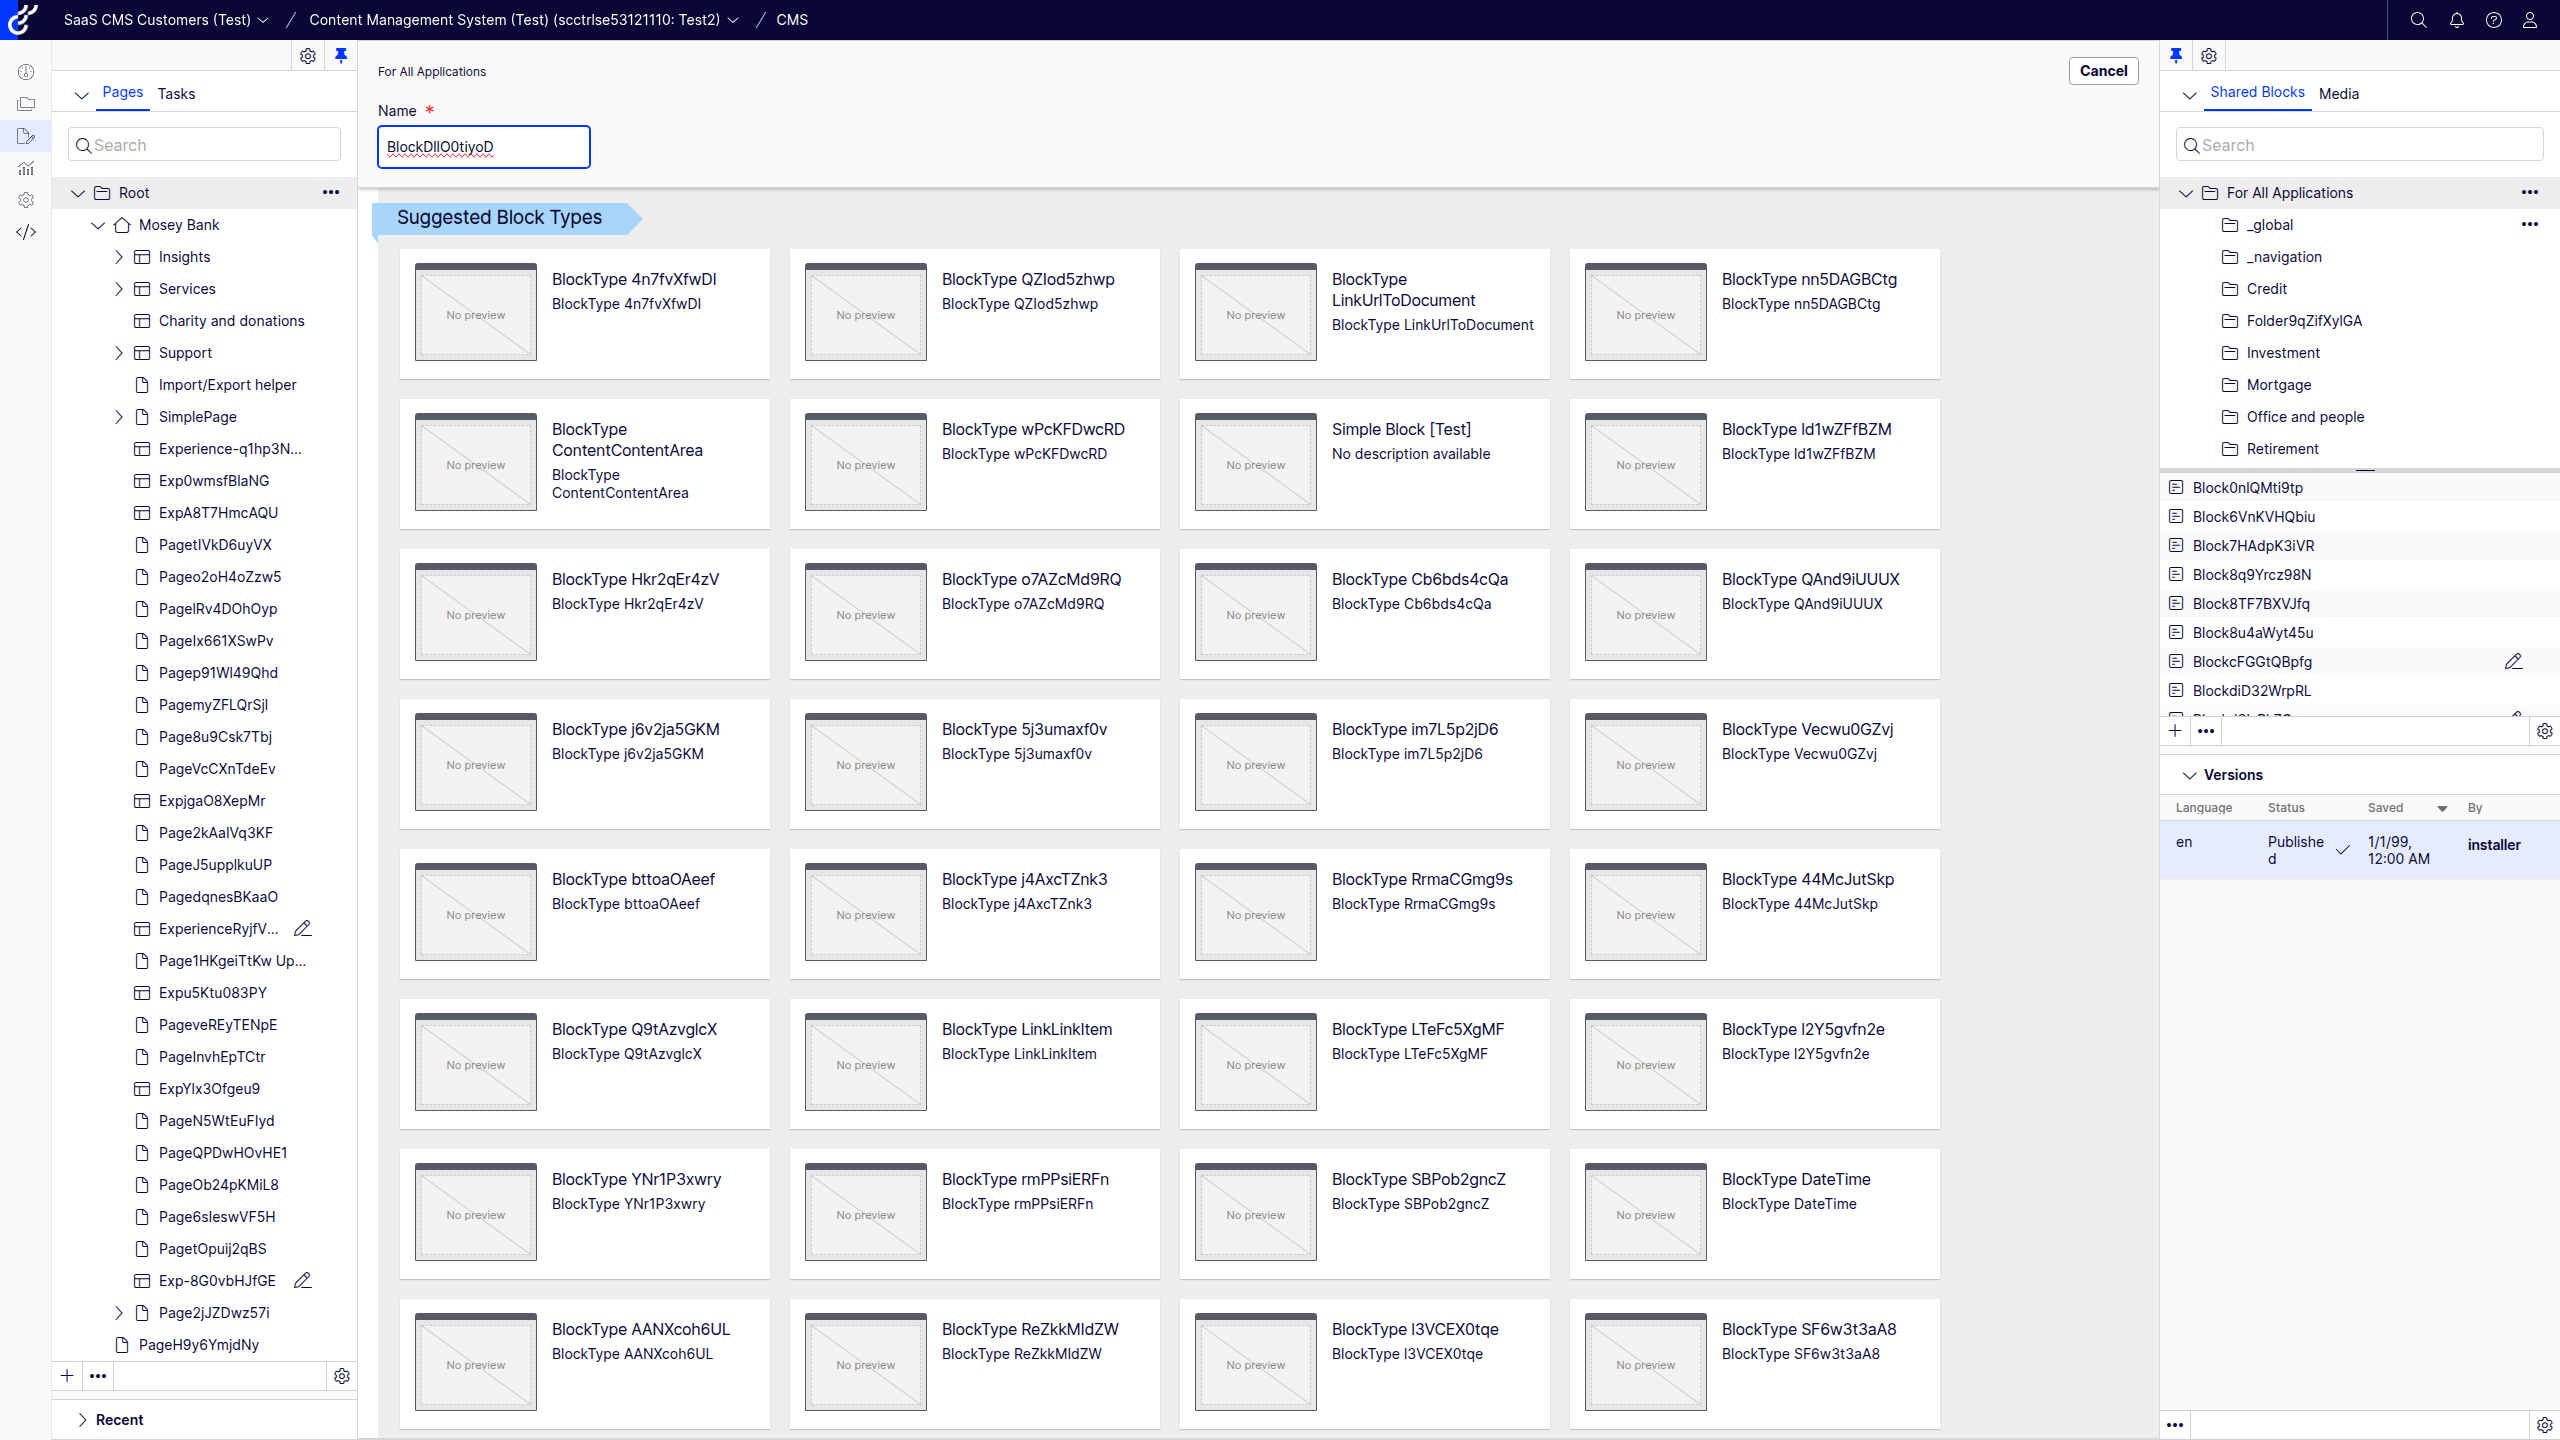 SaaS CMS Customers (Test) / Content Management System (Test) (scctrlse53121110: Test2) / CMS
Pages Tasks
Search
Root
Mosey Bank
Insights
Services
Charity and donations
Support
Import/Export helper
SimplePage
Experience-q1hp3N...
Exp0wmsfBlaNG
ExpA8T7HmcAQU
PagetIVkD6uyVX
Pageo2oH4oZzw5
PagelRv4DOhOyp
PageIx661XSwPv
Pagep91Wl49Qhd
PagemyZFLQrSjl
Page8u9Csk7Tbj
PageVcCXnTdeEv
ExpjgaO8XepMr
Page2kAalVq3KF
PageJ5upplkuUP
PagedqnesBKaaO
ExperienceRyjfV...
Page1HKgeiTtKw Up...
Expu5Ktu083PY
PageveREyTENpE
PageInvhEpTCtr
ExpYlx3Ofgeu9
PageN5WtEuFlyd
PageQPDwHOvHE1
PageOb24pKMiL8
Page6sleswVF5H
PagetOpuij2qBS
Exp-8G0vbHJfGE
Page2jJZDwz57i
PageH9y6YmjdNy
Recent
For All Applications
Cancel
Name *
BlockDllO0tiyoD
Suggested Block Types
No preview
BlockType 4n7fvXfwDI
BlockType 4n7fvXfwDI
No preview
BlockType QZlod5zhwp
BlockType QZlod5zhwp
No preview
BlockType
LinkUrlToDocument
BlockType LinkUrlToDocument
No preview
BlockType nn5DAGBCtg
BlockType nn5DAGBCtg
No preview
BlockType
ContentContentArea
BlockType
ContentContentArea
No preview
BlockType wPcKFDwcRD
BlockType wPcKFDwcRD
No preview
Simple Block [Test]
No description available
No preview
BlockType ld1wZFfBZM
BlockType ld1wZFfBZM
No preview
BlockType Hkr2qEr4zV
BlockType Hkr2qEr4zV
No preview
BlockType o7AZcMd9RQ
BlockType o7AZcMd9RQ
No preview
BlockType Cb6bds4cQa
BlockType Cb6bds4cQa
No preview
BlockType QAnd9iUUUX
BlockType QAnd9iUUUX
No preview
BlockType j6v2ja5GKM
BlockType j6v2ja5GKM
No preview
BlockType 5j3umaxf0v
BlockType 5j3umaxf0v
No preview
BlockType im7L5p2jD6
BlockType im7L5p2jD6
No preview
BlockType Vecwu0GZvj
BlockType Vecwu0GZvj
No preview
BlockType bttoaOAeef
BlockType bttoaOAeef
No preview
BlockType j4AxcTZnk3
BlockType j4AxcTZnk3
No preview
BlockType RrmaCGmg9s
BlockType RrmaCGmg9s
No preview
BlockType 44McJutSkp
BlockType 44McJutSkp
No preview
BlockType Q9tAzvglcX
BlockType Q9tAzvglcX
No preview
BlockType LinkLinkItem
BlockType LinkLinkItem
No preview
BlockType LTeFc5XgMF
BlockType LTeFc5XgMF
No preview
BlockType l2Y5gvfn2e
BlockType l2Y5gvfn2e
No preview
BlockType YNr1P3xwry
BlockType YNr1P3xwry
No preview
BlockType rmPPsiERFn
BlockType rmPPsiERFn
No preview
BlockType SBPob2gncZ
BlockType SBPob2gncZ
No preview
BlockType DateTime
BlockType DateTime
No preview
BlockType AANXcoh6UL
BlockType AANXcoh6UL
No preview
BlockType ReZkkMIdZW
BlockType ReZkkMIdZW
No preview
BlockType l3VCEX0tqe
BlockType l3VCEX0tqe
No preview
BlockType SF6w3t3aA8
BlockType SF6w3t3aA8
Shared Blocks Media
Search
For All Applications
_global
_navigation
Credit
Folder9qZifXylGA
Investment
Mortgage
Office and people
Retirement
Block0nlQMti9tp
Block6VnKVHQbiu
Block7HAdpK3iVR
Block8q9Yrcz98N
Block8TF7BXVJfq
Block8u4aWyt45u
BlockcFGGtQBpfg
BlockdiD32WrpRL
Versions
Language Status Saved By
en Publishe
d 1/1/99,
12:00 AM installer